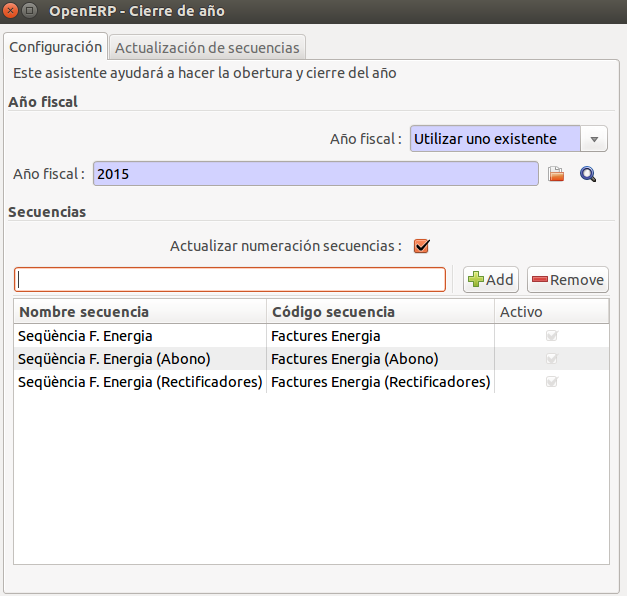 OpenERP - Cierre de año
Configuración Actualización de secuencias
Este asistente ayudará a hacer la obertura y cierre del año
Año fiscal
Año fiscal : Utilizar uno existente
Año fiscal : 2015
Secuencias
Actualizar numeración secuencias :
Add Remove
Nombre secuencia Código secuencia Activo
Seqüència F. Energia Factures Energia
Seqüència F. Energia (Abono) Factures Energia (Abono)
Seqüència F. Energia (Rectificadores) Factures Energia (Rectificadores)